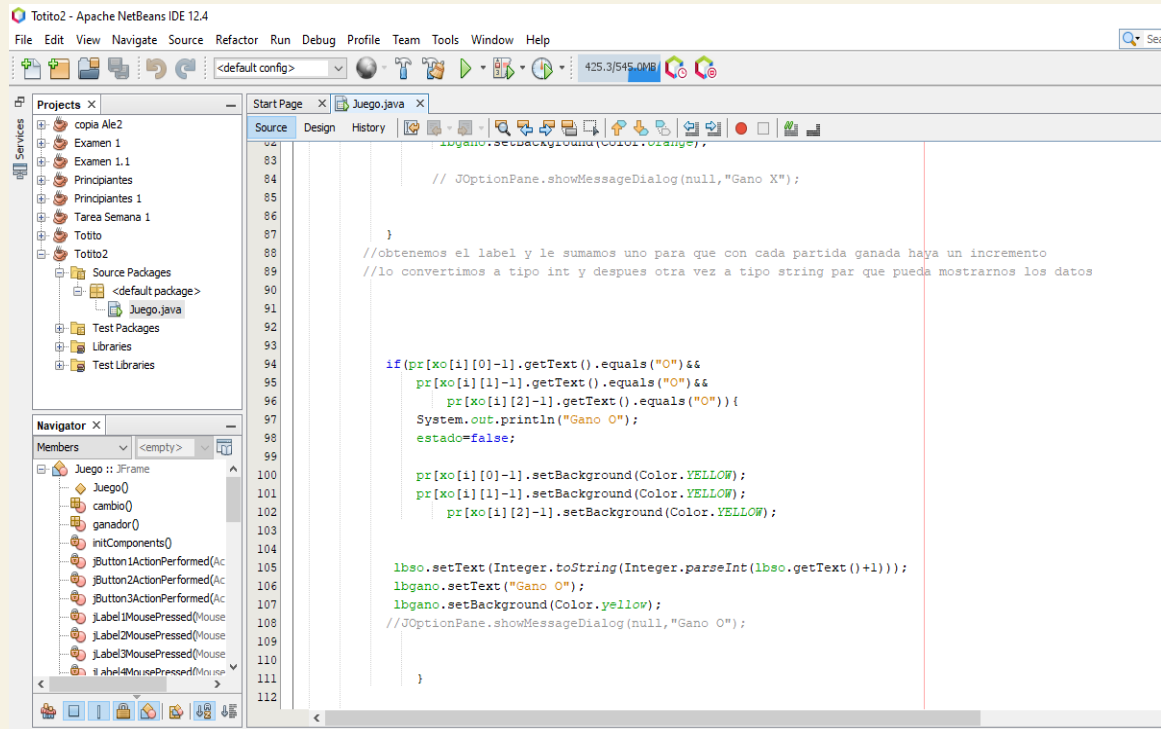 Totito2 - Apache NetBeans IDE 12.4
File Edit View Navigate Source Refactor Run Debug Profile Team Tools Window Help
<default config>
425.3/545.0MB
Projects
Services
copia Ale2
Examen 1
Examen 1.1
Principiantes
Principiantes 1
Tarea Semana 1
Totito
Totito2
Source Packages
<default package>
Juego.java
Test Packages
Libraries
Test Libraries
Navigator
Members
<empty>
Juego :: JFrame
Juego()
cambio()
ganador()
initComponents()
jButton1ActionPerformed(Ac
jButton2ActionPerformed(Ac
jButton3ActionPerformed(Ac
jLabel1MousePressed(Mouse
jLabel2MousePressed(Mouse
jLabel3MousePressed(Mouse
jLabel4MousePressed(Mouse
Start Page
Juego.java
Source Design History
82 lbgano.setBackground(Color.orange);
83
84 // JOptionPane.showMessageDialog(null,"Gano X");
85
86
87 }
88 //obtenemos el label y le sumamos uno para que con cada partida ganada haya un incremento
89 //lo convertimos a tipo int y despues otra vez a tipo string par que pueda mostrarnos los datos
90
91
92
93
94 if(pr[xo[i][0]-1].getText().equals("O")&&
95 pr[xo[i][1]-1].getText().equals("O")&&
96 pr[xo[i][2]-1].getText().equals("O")){
97 System.out.println("Gano O");
98 estado=false;
99
100 pr[xo[i][0]-1].setBackground(Color.YELLOW);
101 pr[xo[i][1]-1].setBackground(Color.YELLOW);
102 pr[xo[i][2]-1].setBackground(Color.YELLOW);
103
104
105 lbso.setText(Integer.toString(Integer.parseInt(lbso.getText()+1)));
106 lbgano.setText("Gano O");
107 lbgano.setBackground(Color.yellow);
108 //JOptionPane.showMessageDialog(null,"Gano O");
109
110
111 }
112